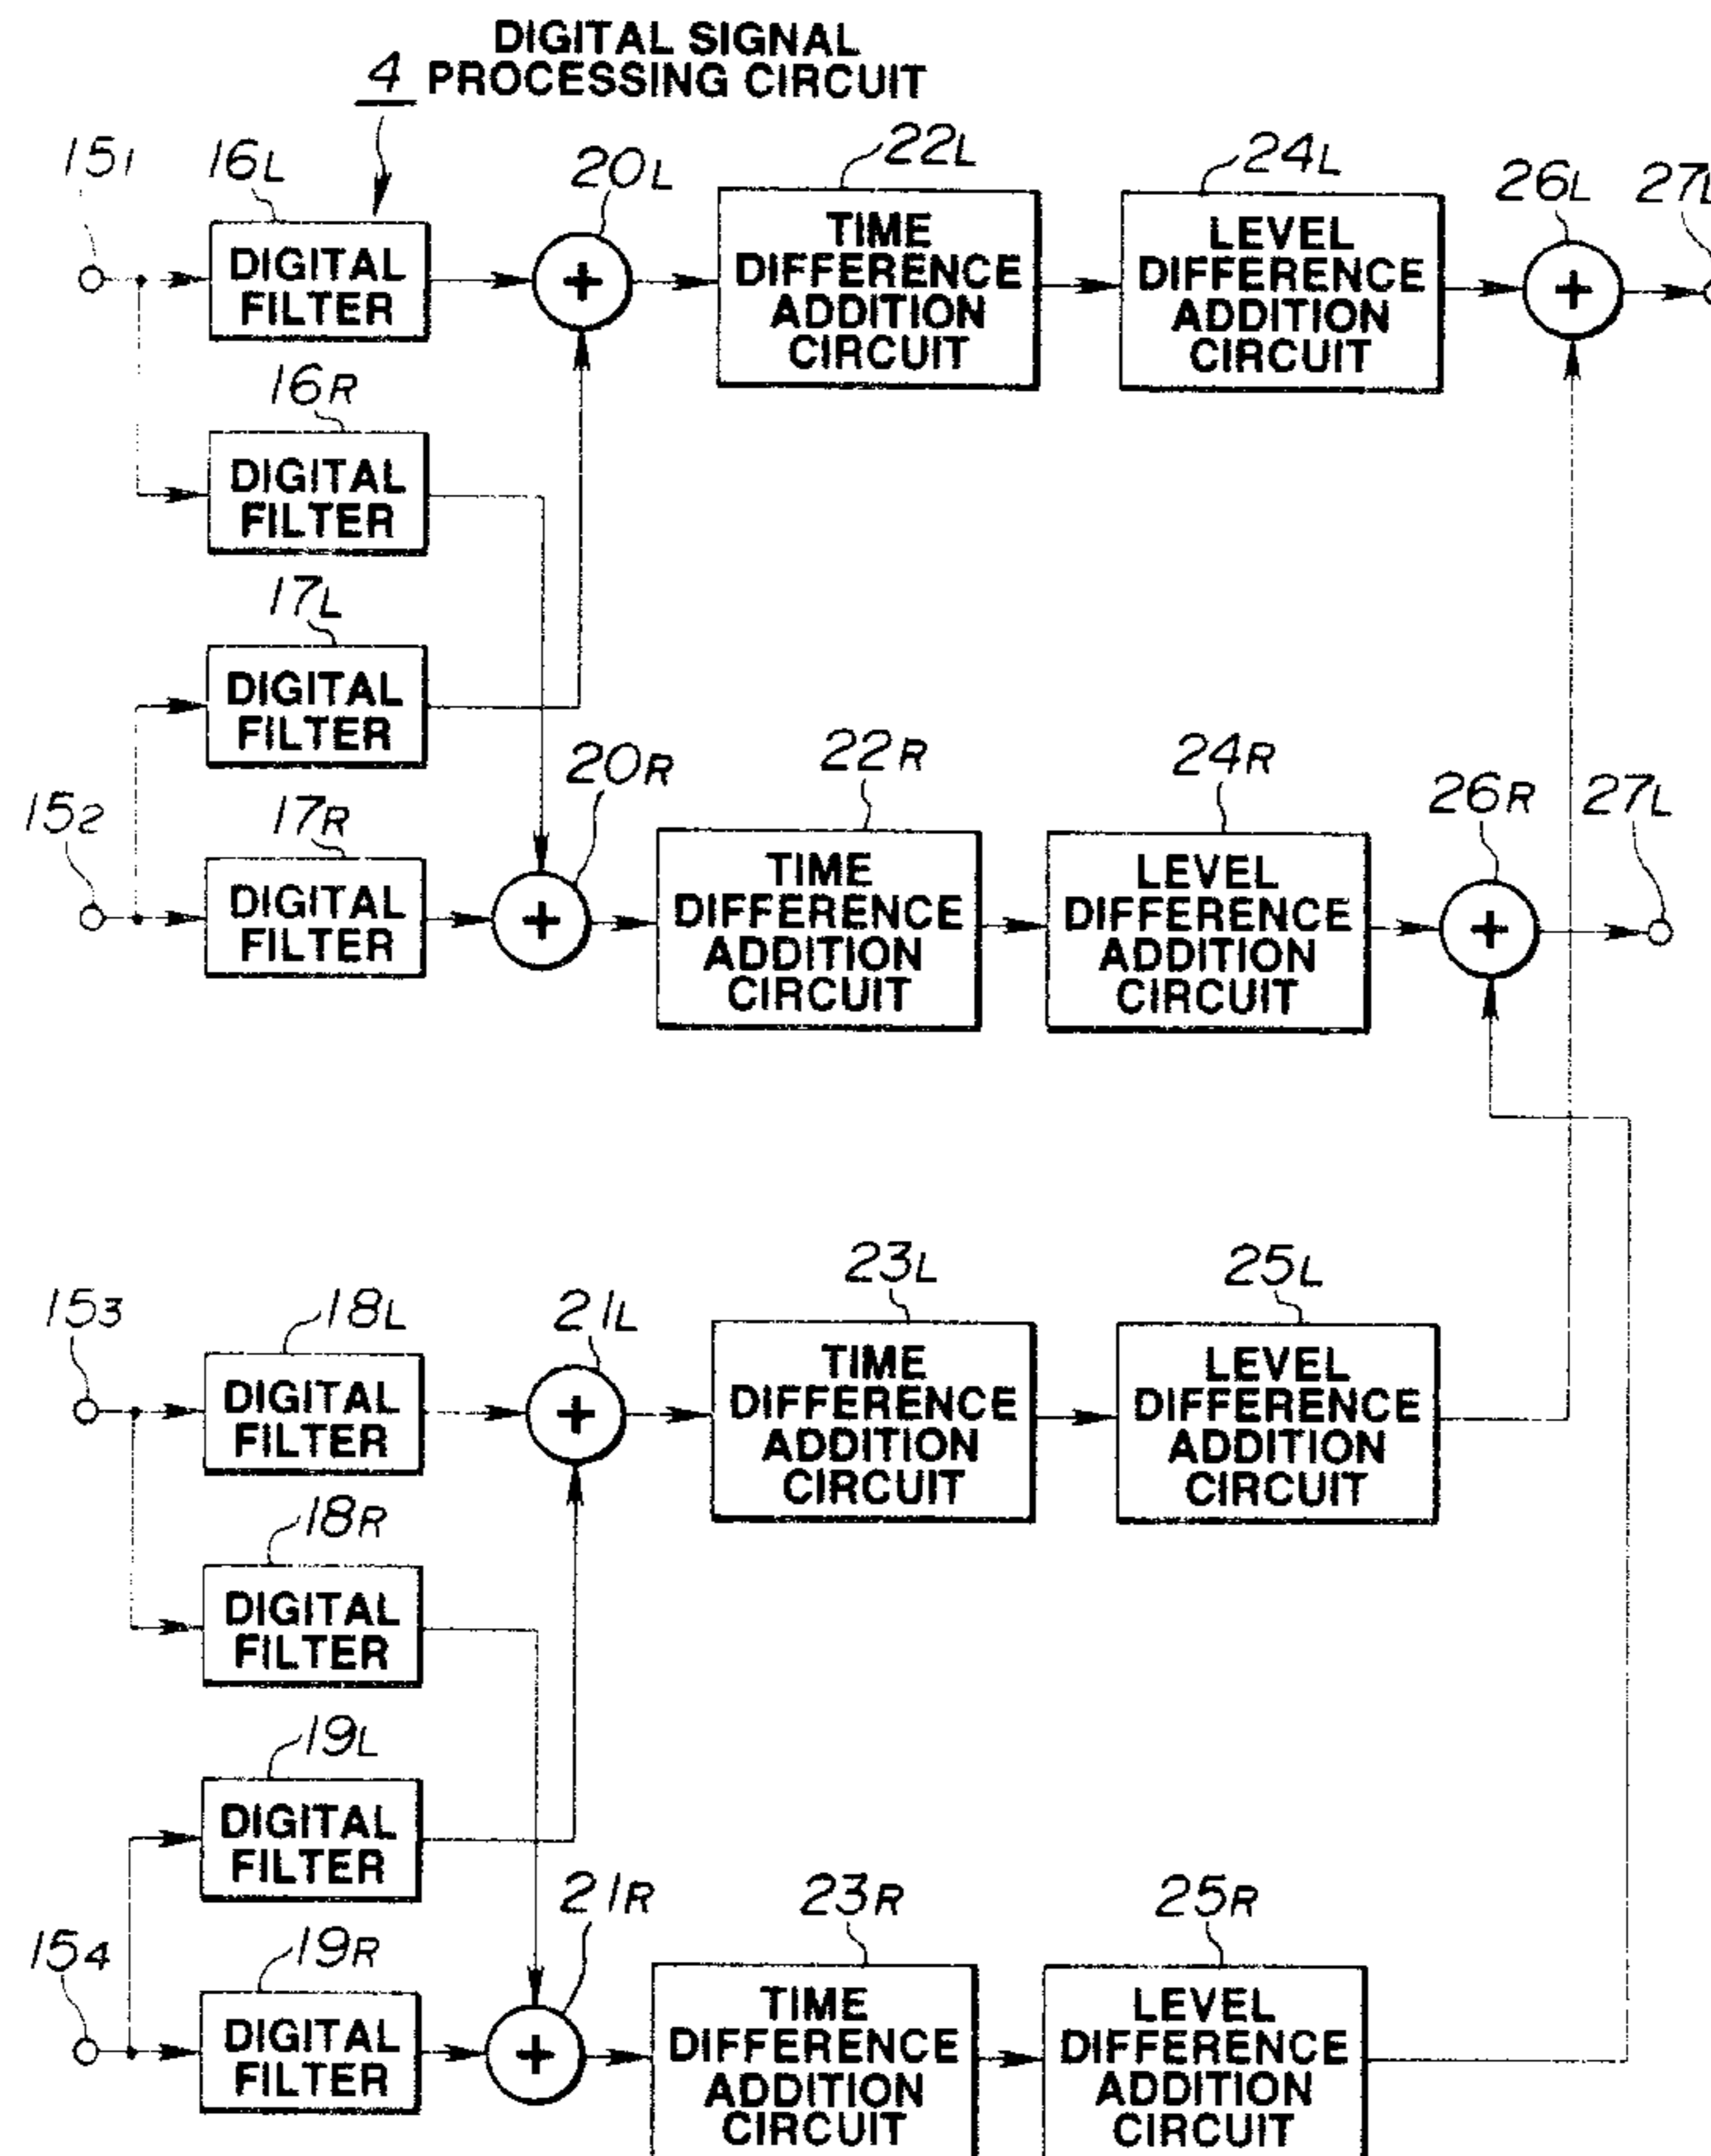 DIGITAL SIGNAL
4 PROCESSING CIRCUIT
151 16L 20L 22L 24L 26L 27L
DIGITAL
FILTER
+
TIME
DIFFERENCE
ADDITION
CIRCUIT
LEVEL
DIFFERENCE
ADDITION
CIRCUIT
+
16R
DIGITAL
FILTER
17L
DIGITAL
FILTER
152 17R 20R 22R 24R 26R 27L
DIGITAL
FILTER
+
TIME
DIFFERENCE
ADDITION
CIRCUIT
LEVEL
DIFFERENCE
ADDITION
CIRCUIT
+
153 18L 21L 23L 25L
DIGITAL
FILTER
+
TIME
DIFFERENCE
ADDITION
CIRCUIT
LEVEL
DIFFERENCE
ADDITION
CIRCUIT
18R
DIGITAL
FILTER
19L
DIGITAL
FILTER
154 19R 21R 23R 25R
DIGITAL
FILTER
+
TIME
DIFFERENCE
ADDITION
CIRCUIT
LEVEL
DIFFERENCE
ADDITION
CIRCUIT